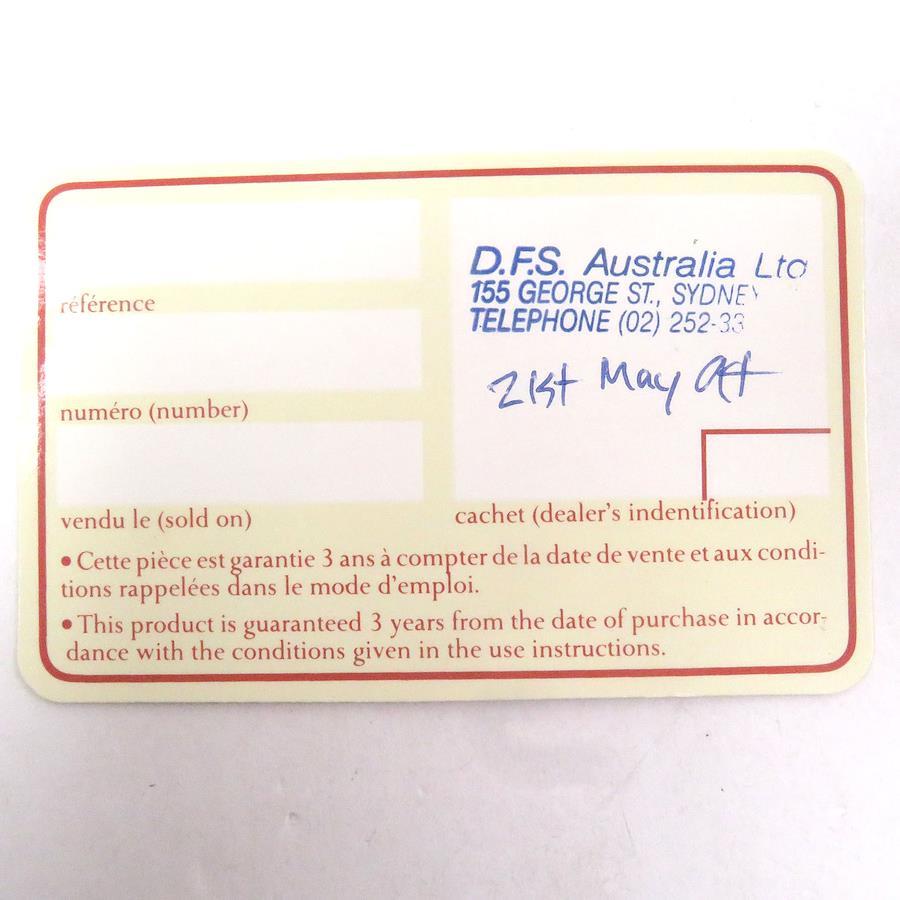 référence
numéro (number)
vendu le (sold on)
D.F.S. Australia Ltd
155 GEORGE ST., SYDNEY
TELEPHONE (02) 252-33
21st May
cachet (dealer's indentification)
• Cette pièce est garantie 3 ans à compter de la date de vente et aux condi-
tions rappelées dans le mode d'emploi.
• This product is guaranteed 3 years from the date of purchase in accor-
dance with the conditions given in the use instructions.